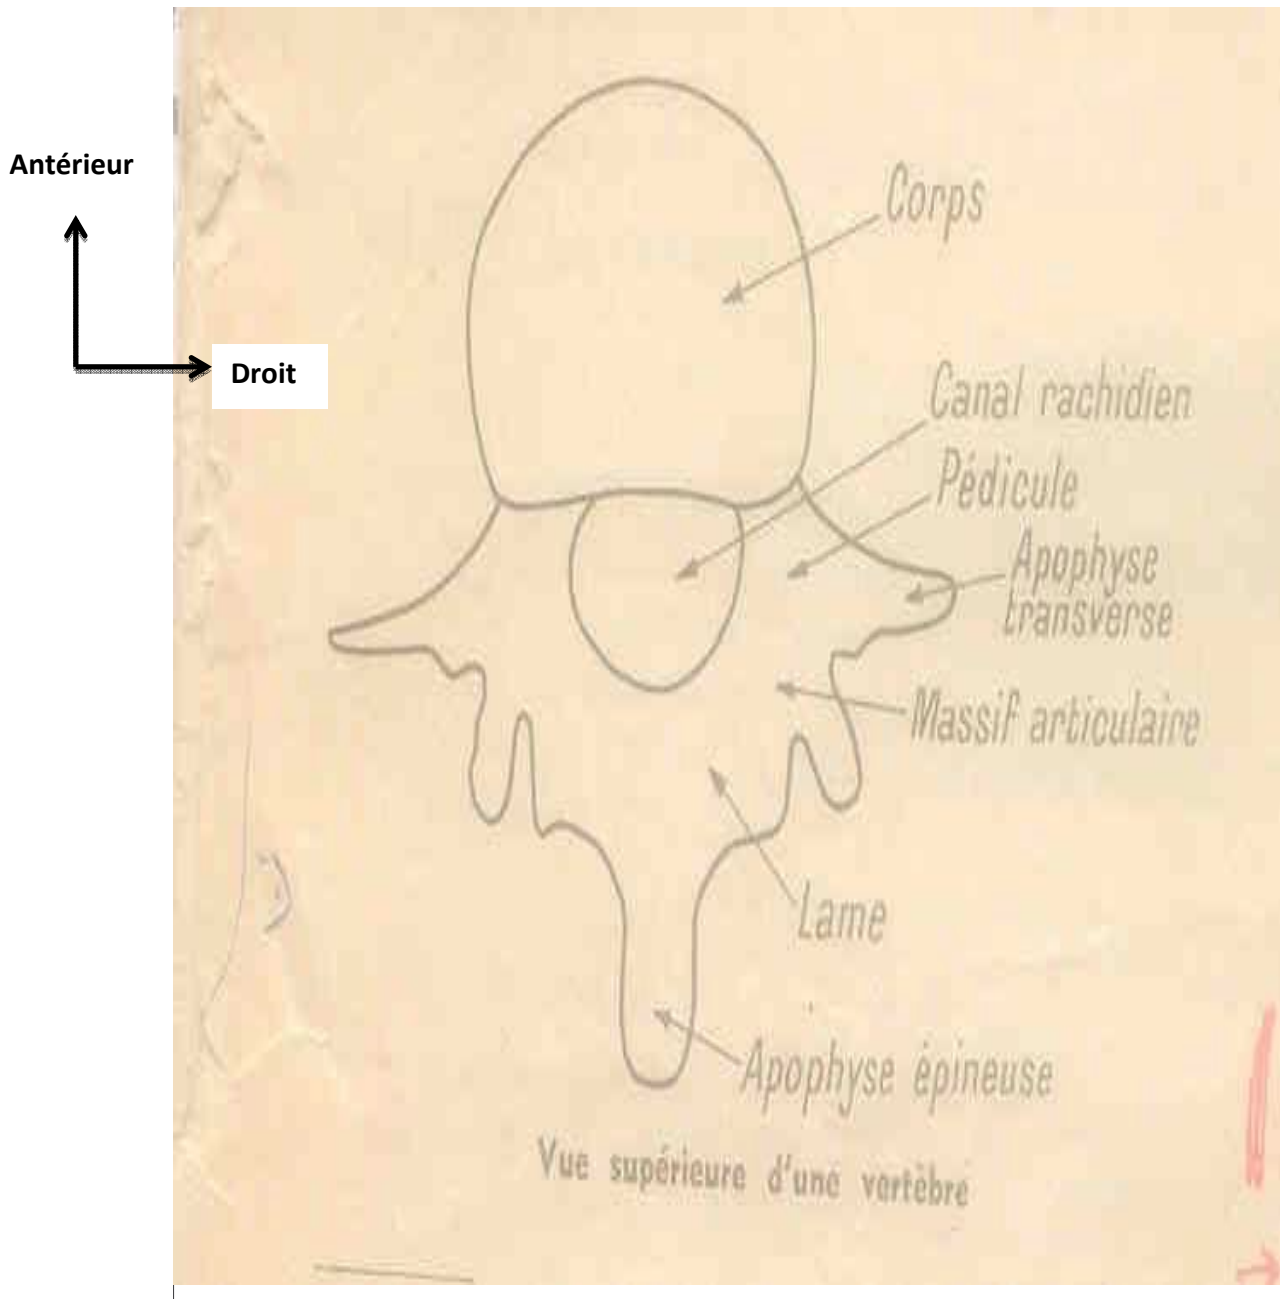 Antérieur
Droit
Corps
Canal rachidien
Pédicule
Apophyse
transverse
Massif articulaire
Lame
Apophyse épineuse
Vue supérieure d'une vertèbre